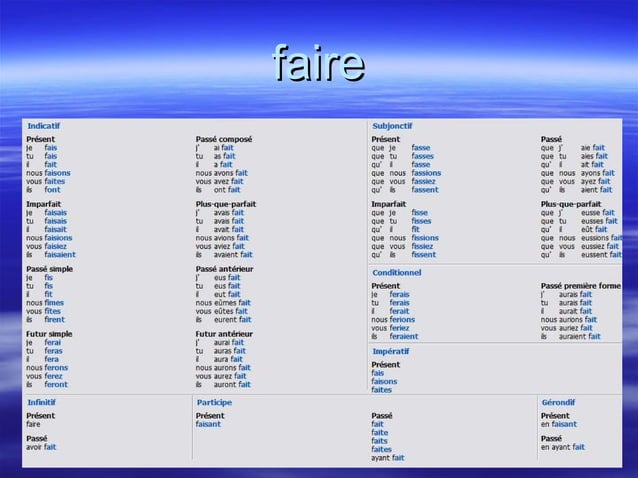 faire
Indicatif
Présent
je fais
tu fais
il fait
nous faisons
vous faites
ils font
Passé composé
j' ai fait
tu as fait
il a fait
nous avons fait
vous avez fait
ils ont fait
Imparfait
je faisais
tu faisais
il faisait
nous faisions
vous faisiez
ils faisaient
Plus-que-parfait
j' avais fait
tu avais fait
il avait fait
nous avions fait
vous aviez fait
ils avaient fait
Passé simple
je fis
tu fis
il fit
nous fîmes
vous fîtes
ils firent
Passé antérieur
j' eus fait
tu eus fait
il eut fait
nous eûmes fait
vous eûtes fait
ils eurent fait
Futur simple
je ferai
tu feras
il fera
nous ferons
vous ferez
ils feront
Futur antérieur
j' aurai fait
tu auras fait
il aura fait
nous aurons fait
vous aurez fait
ils auront fait
Subjonctif
Présent
que je fasse
que tu fasses
qu' il fasse
que nous fassions
que vous fassiez
qu' ils fassent
Passé
que j' aie fait
que tu aies fait
qu' il ait fait
que nous ayons fait
que vous ayez fait
qu' ils aient fait
Imparfait
que je fisse
que tu fisses
qu' il fît
que nous fissions
que vous fissiez
qu' ils fissent
Plus-que-parfait
que j' eusse fait
que tu eusses fait
qu' il eût fait
que nous eussions fait
que vous eussiez fait
qu' ils eussent fait
Conditionnel
Présent
je ferais
tu ferais
il ferait
nous ferions
vous feriez
ils feraient
Passé première forme
j' aurais fait
tu aurais fait
il aurait fait
nous aurions fait
vous auriez fait
ils auraient fait
Impératif
Présent
fais
faisons
faites
Infinitif
Présent
faire
Passé
avoir fait
Participe
Présent
faisant
Passé
fait
faite
faits
faites
ayant fait
Gérondif
Présent
en faisant
Passé
en ayant fait